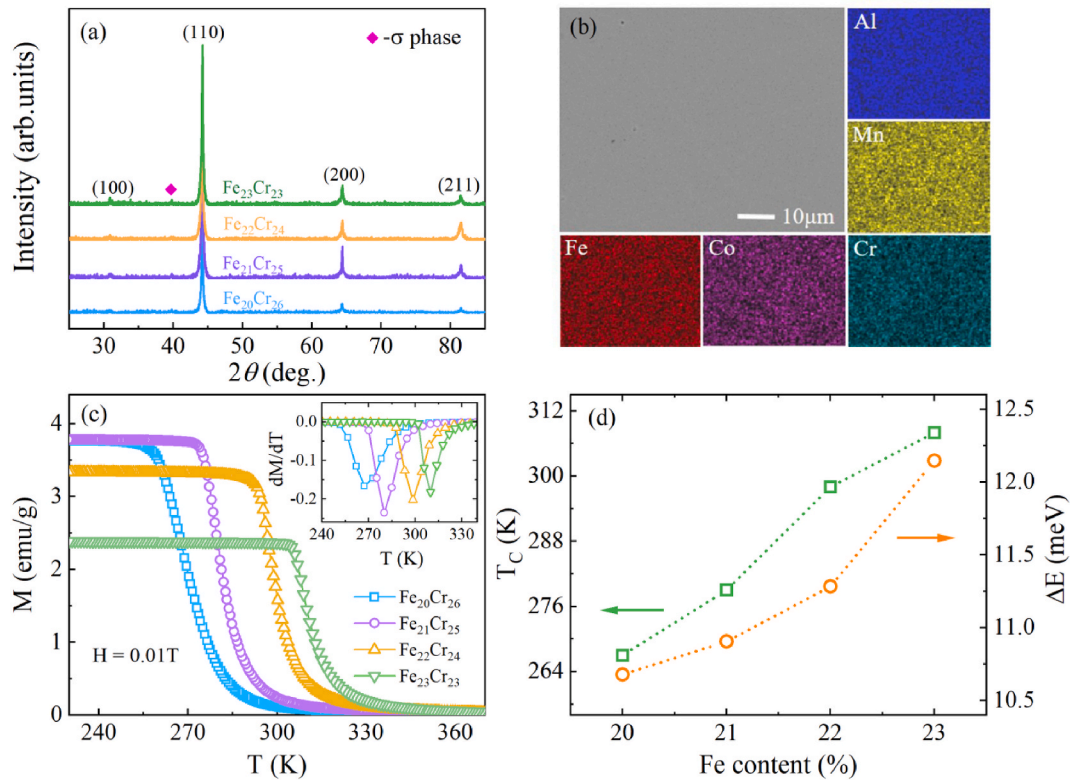 (a)
(110)
◆ -σ phase
(100)
(200)
(211)
Fe₂₃Cr₂₃
Fe₂₂Cr₂₄
Fe₂₁Cr₂₅
Fe₂₀Cr₂₆
Intensity (arb.units)
30 40 50 60 70 80
2θ (deg.)
(b)
10μm
Al
Mn
Fe
Co
Cr
(c)
M (emu/g)
4
3
2
1
0
240 270 300 330 360
T (K)
H = 0.01T
dM/dT
0.0
-0.1
-0.2
240 270 300 330
T (K)
Fe₂₀Cr₂₆
Fe₂₁Cr₂₅
Fe₂₂Cr₂₄
Fe₂₃Cr₂₃
(d)
T_C (K)
312
300
288
276
264
12.5
12.0
11.5
11.0
10.5
ΔE (meV)
20 21 22 23
Fe content (%)